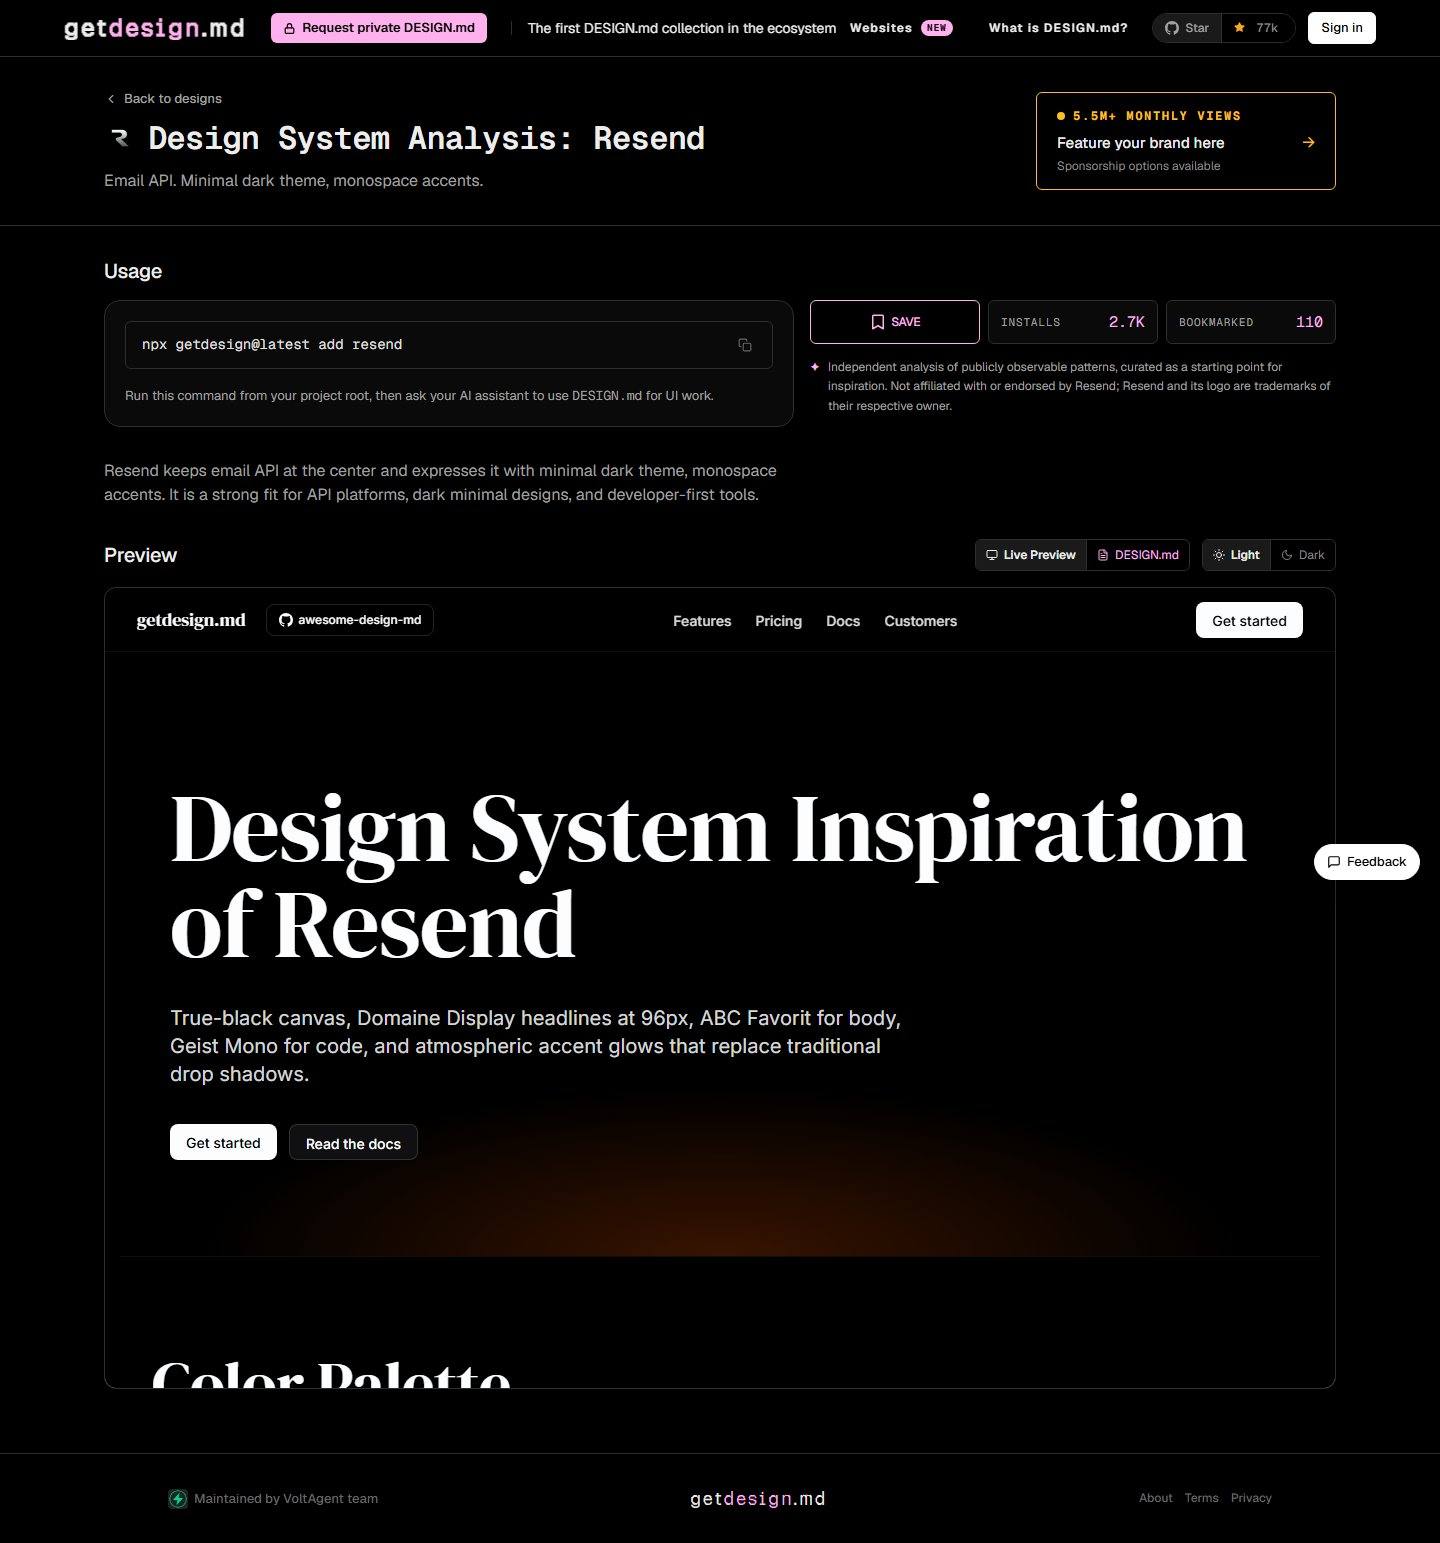 getdesign.md
Request private DESIGN.md
The first DESIGN.md collection in the ecosystem
Websites NEW
What is DESIGN.md?
Star
77k
Sign in
Back to designs
Design System Analysis: Resend
Email API. Minimal dark theme, monospace accents.
5.5M+ MONTHLY VIEWS
Feature your brand here
Sponsorship options available
Usage
npx getdesign@latest add resend
Run this command from your project root, then ask your AI assistant to use DESIGN.md for UI work.
SAVE
INSTALLS 2.7K
BOOKMARKED 110
Independent analysis of publicly observable patterns, curated as a starting point for
inspiration. Not affiliated with or endorsed by Resend; Resend and its logo are trademarks of
their respective owner.
Resend keeps email API at the center and expresses it with minimal dark theme, monospace
accents. It is a strong fit for API platforms, dark minimal designs, and developer-first tools.
Preview
Live Preview
DESIGN.md
Light
Dark
getdesign.md
awesome-design-md
Features
Pricing
Docs
Customers
Get started
Design System Inspiration
of Resend
Feedback
True-black canvas, Domaine Display headlines at 96px, ABC Favorit for body,
Geist Mono for code, and atmospheric accent glows that replace traditional
drop shadows.
Get started
Read the docs
Color Palette
Maintained by VoltAgent team
getdesign.md
About
Terms
Privacy